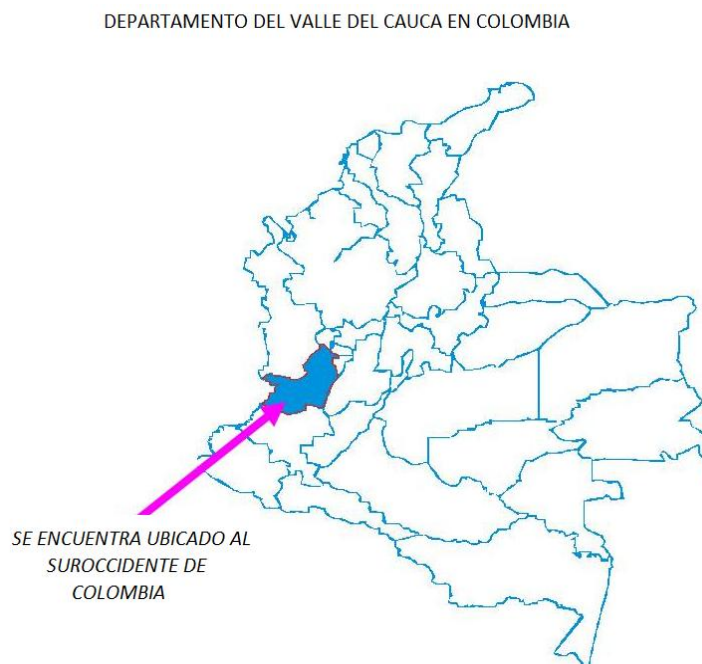 DEPARTAMENTO DEL VALLE DEL CAUCA EN COLOMBIA
SE ENCUENTRA UBICADO AL
SUROCCIDENTE DE
COLOMBIA